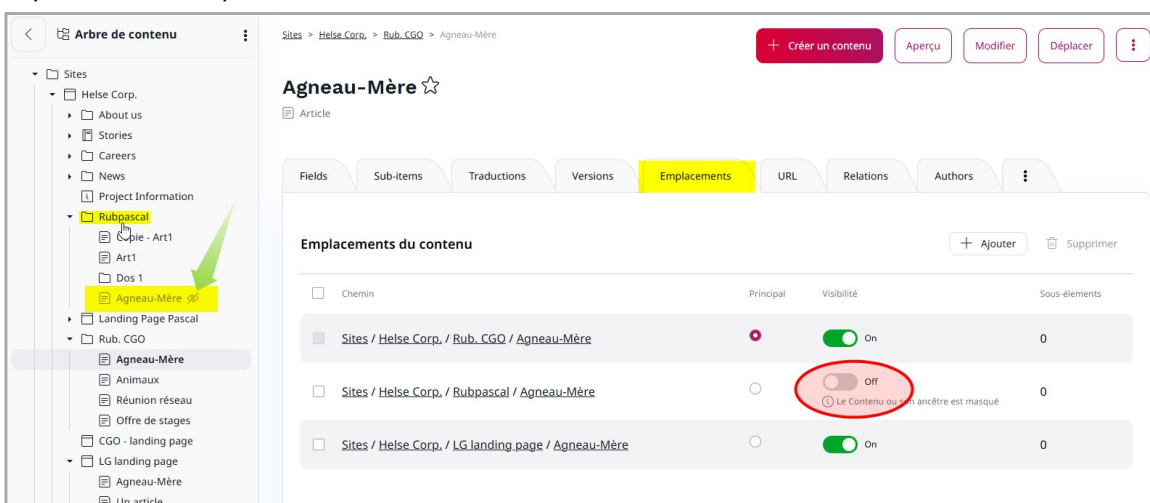 Arbre de contenu
Sites
Helse Corp.
About us
Stories
Careers
News
Project Information
Rubpascal
Copie - Art1
Art1
Dos 1
Agneau-Mère
Landing Page Pascal
Rub. CGO
Agneau-Mère
Animaux
Réunion réseau
Offre de stages
CGO - landing page
LG landing page
Agneau-Mère
Un article
Sites > Helse Corp. > Rub. CGO > Agneau-Mère
+ Créer un contenu Aperçu Modifier Déplacer
Agneau-Mère
Article
Fields Sub-items Traductions Versions Emplacements URL Relations Authors
Emplacements du contenu
+ Ajouter Supprimer
Chemin Principal Visibilité Sous-élements
Sites / Helse Corp. / Rub. CGO / Agneau-Mère On 0
Sites / Helse Corp. / Rubpascal / Agneau-Mère Off 0
Le Contenu ou son ancêtre est masqué
Sites / Helse Corp. / LG landing page / Agneau-Mère On 0